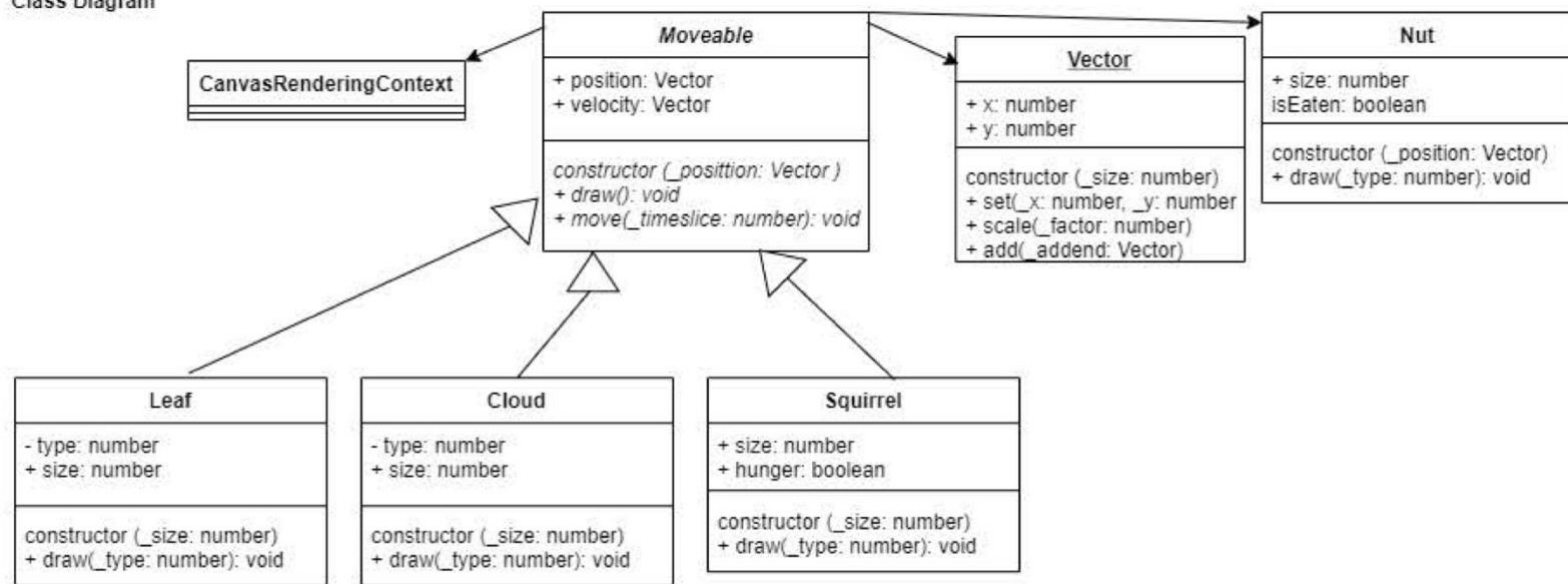 Class Diagram
CanvasRenderingContext
Moveable
+ position: Vector
+ velocity: Vector
constructor (_posittion: Vector )
+ draw(): void
+ move(_timeslice: number): void
Vector
+ x: number
+ y: number
constructor (_size: number)
+ set(_x: number, _y: number
+ scale(_factor: number)
+ add(_addend: Vector)
Nut
+ size: number
isEaten: boolean
constructor (_position: Vector)
+ draw(_type: number): void
Leaf
- type: number
+ size: number
constructor (_size: number)
+ draw(_type: number): void
Cloud
- type: number
+ size: number
constructor (_size: number)
+ draw(_type: number): void
Squirrel
+ size: number
+ hunger: boolean
constructor (_size: number)
+ draw(_type: number): void